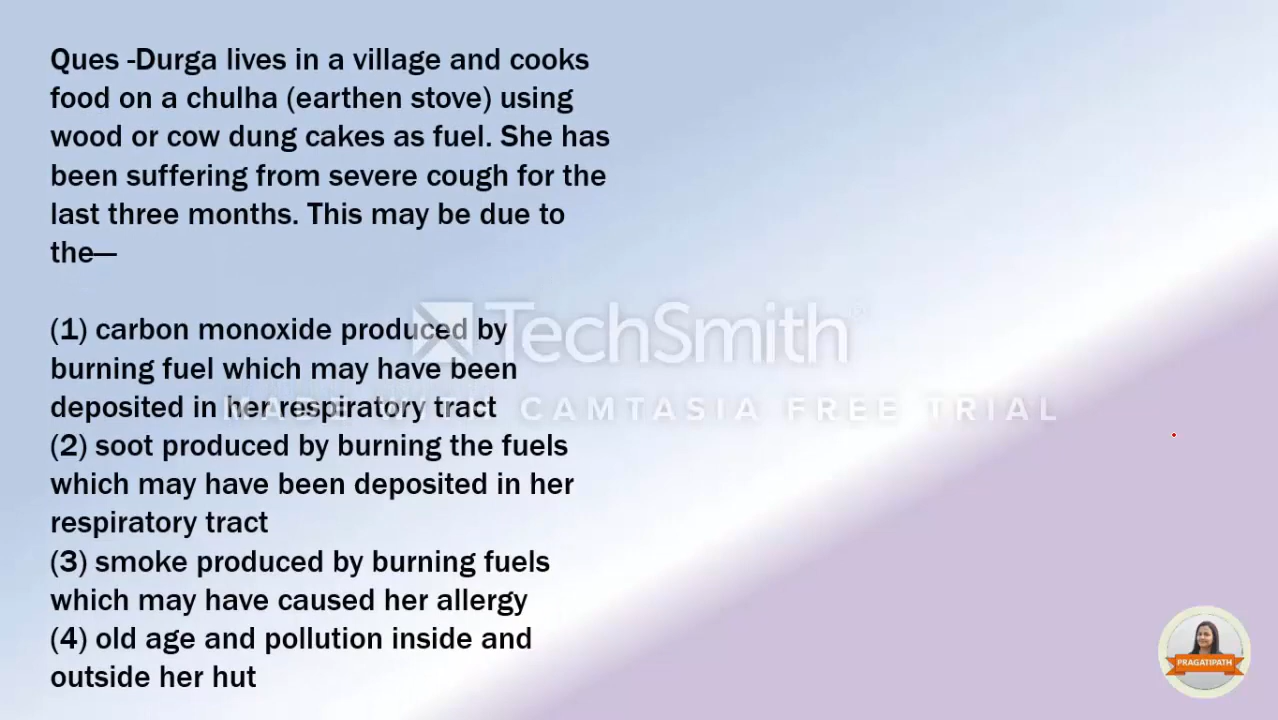 Ques -Durga lives in a village and cooks
food on a chulha (earthen stove) using
wood or cow dung cakes as fuel. She has
been suffering from severe cough for the
last three months. This may be due to
the—
(1) carbon monoxide produced by
burning fuel which may have been
deposited in her respiratory tract
(2) soot produced by burning the fuels
which may have been deposited in her
respiratory tract
(3) smoke produced by burning fuels
which may have caused her allergy
(4) old age and pollution inside and
outside her hut
TechSmith
MADE WITH CAMTASIA FREE TRIAL
PRAGATIPATH